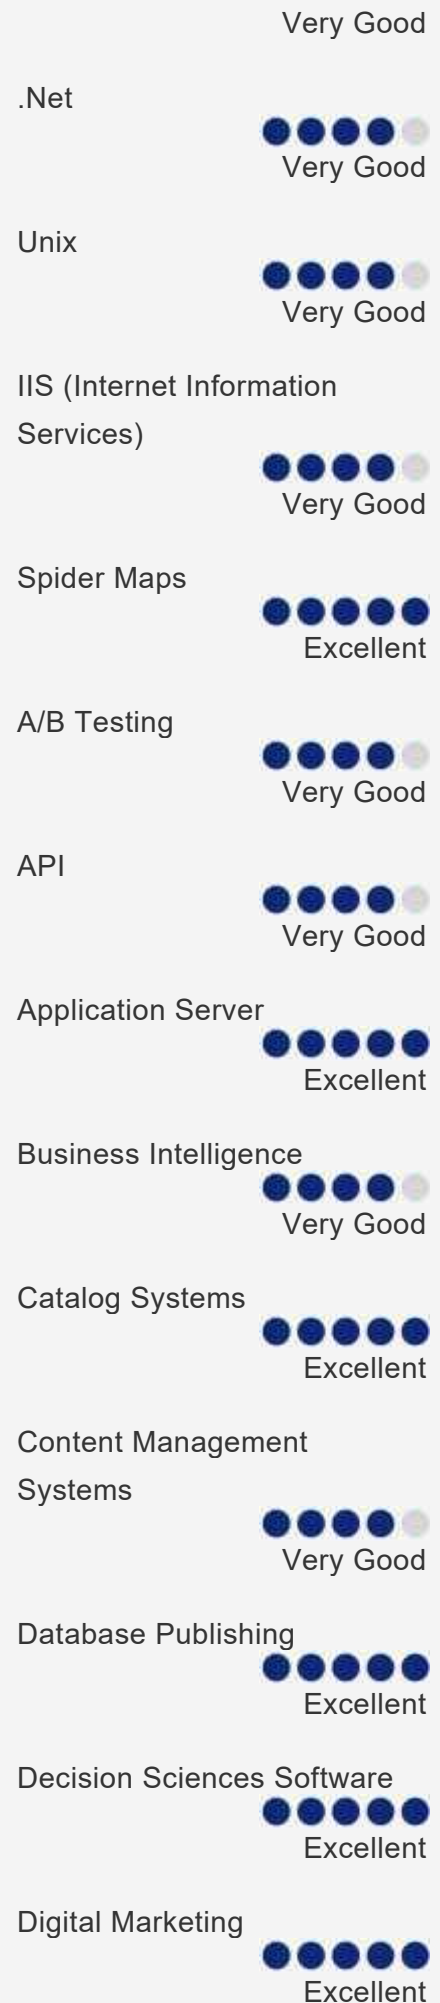 Very Good
.Net
Very Good
Unix
Very Good
IIS (Internet Information
Services)
Very Good
Spider Maps
Excellent
A/B Testing
Very Good
API
Very Good
Application Server
Excellent
Business Intelligence
Very Good
Catalog Systems
Excellent
Content Management
Systems
Very Good
Database Publishing
Excellent
Decision Sciences Software
Excellent
Digital Marketing
Excellent